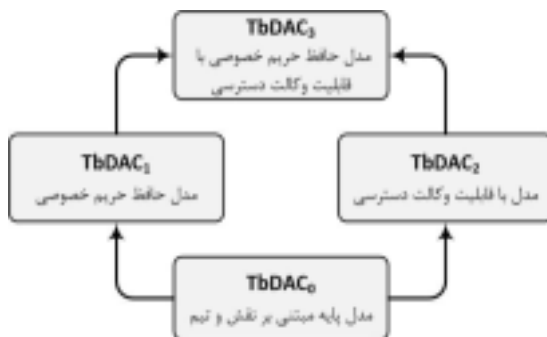 TbDAC₃
مدل حافظ حریم خصوصی با
قابلیت وکالت دسترسی
TbDAC₁
مدل حافظ حریم خصوصی
TbDAC₂
مدل با قابلیت وکالت دسترسی
TbDAC₀
مدل پایه مبتنی بر نقش و تیم